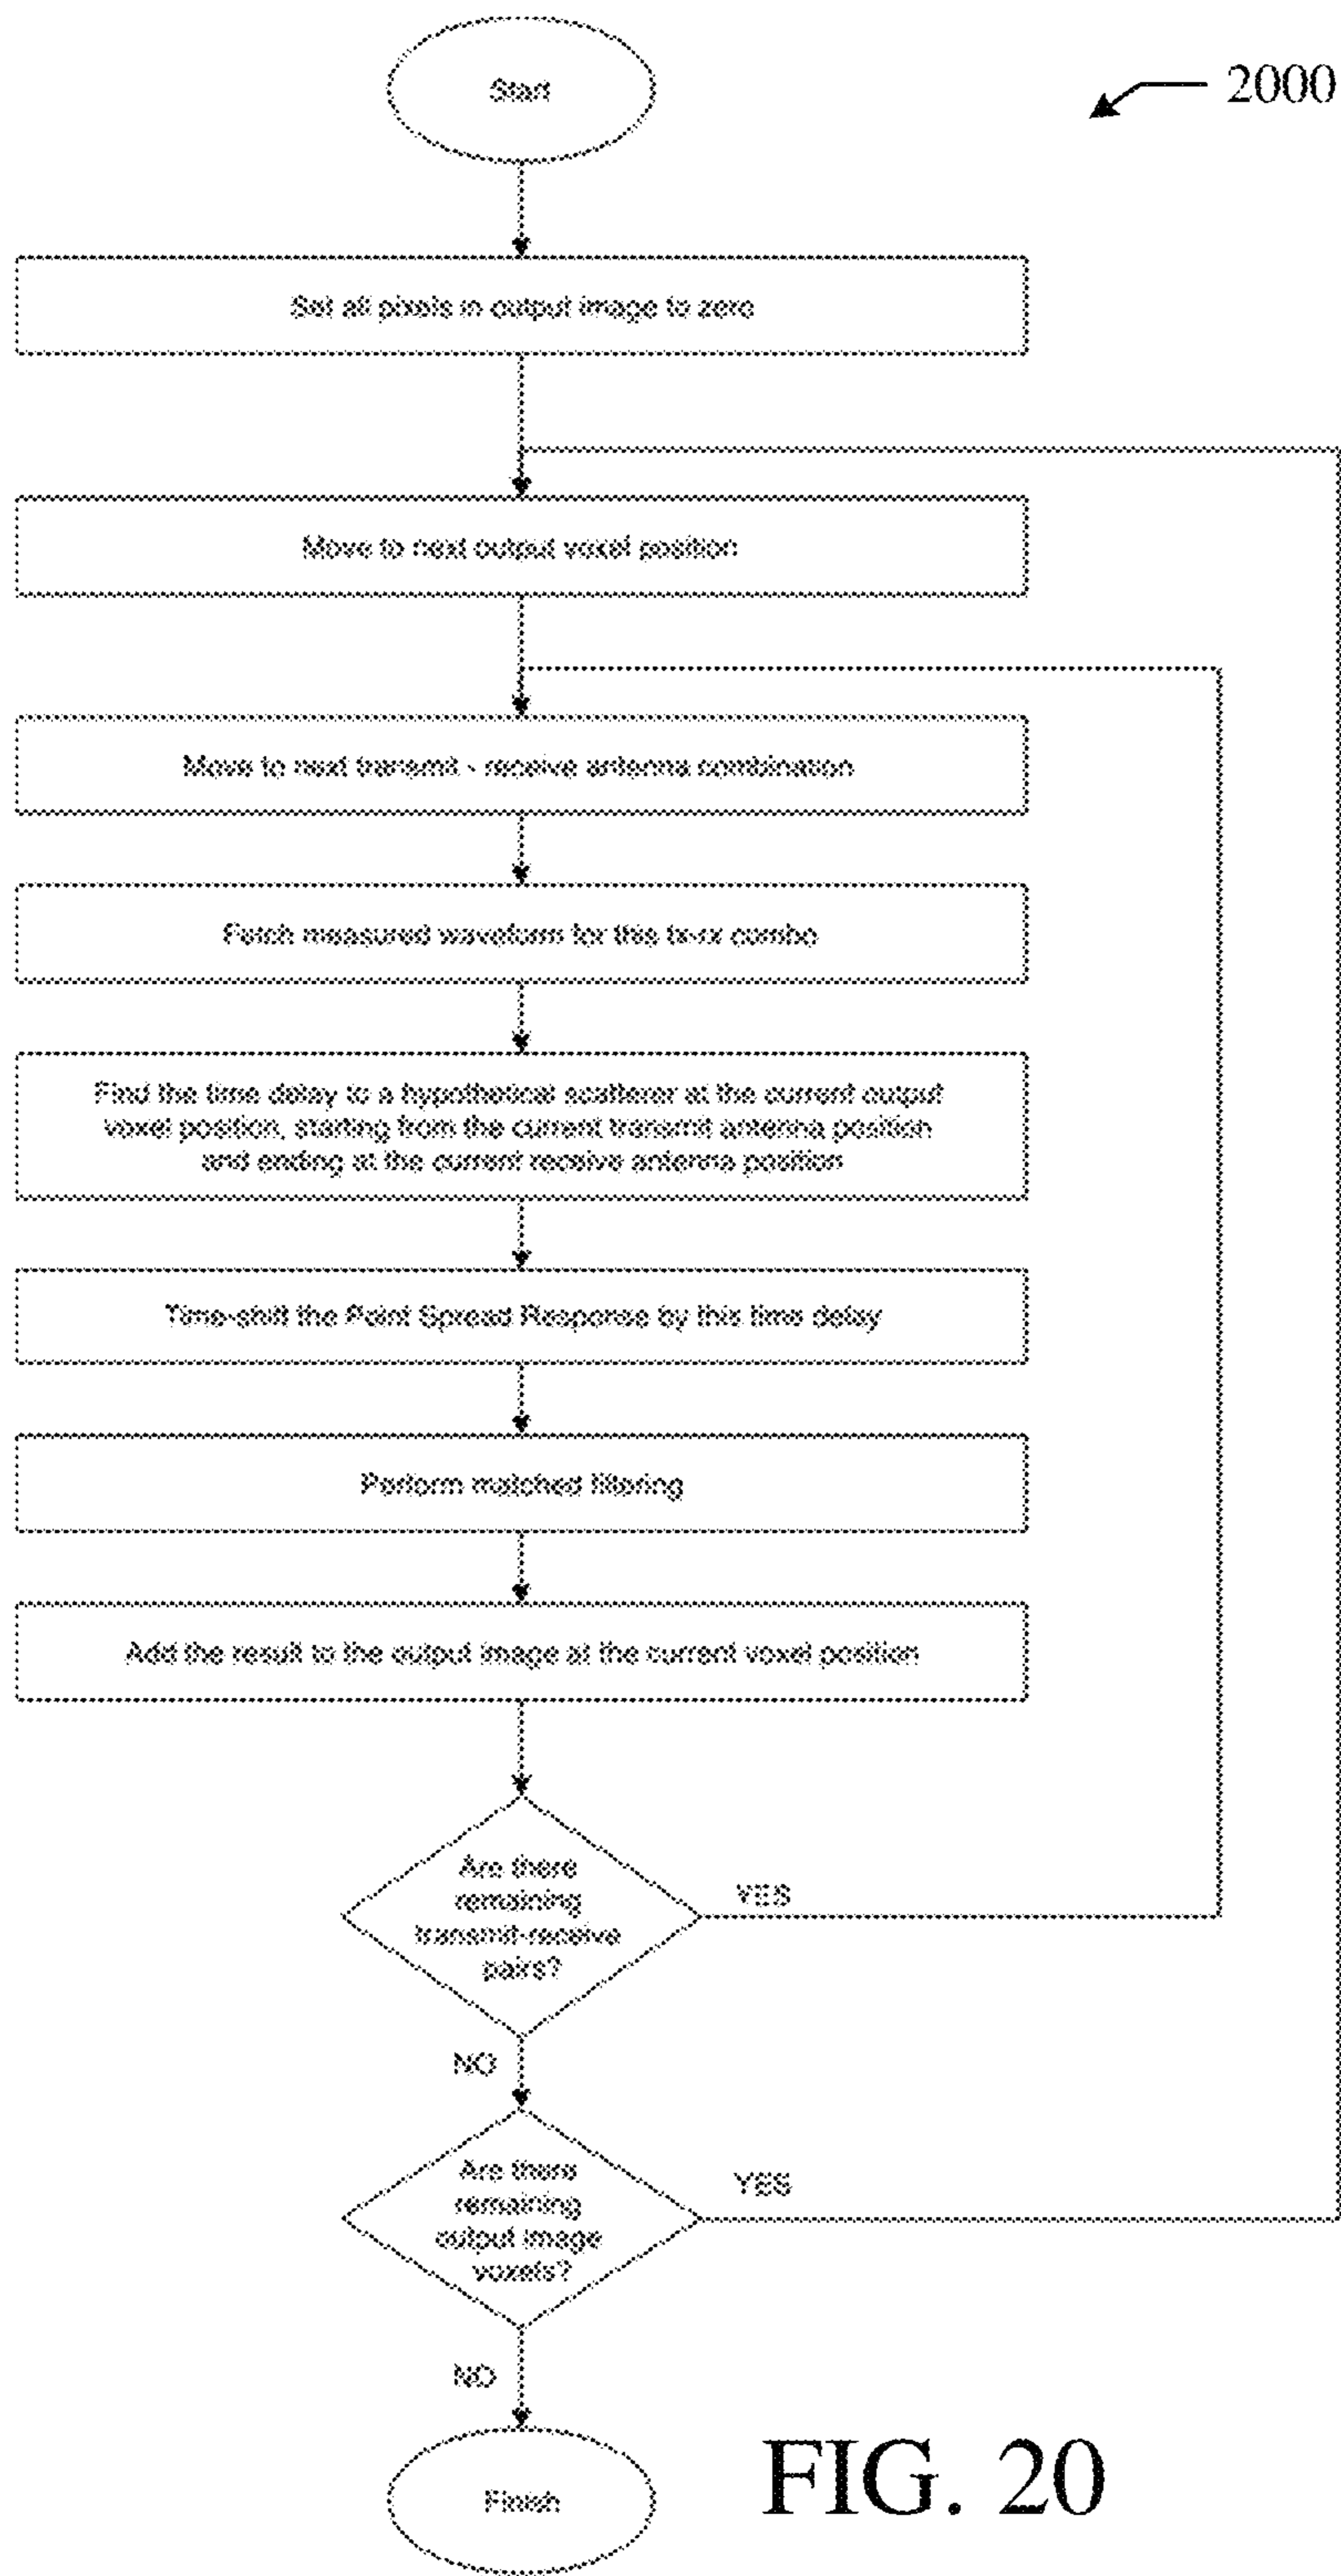 Start
2000
Set all pixels in output image to zero
Move to next output voxel position
Move to next transmit - receive antenna combination
Fetch measured waveform for this tx-rx combo
Find the time delay to a hypothetical scatterer at the current output
voxel position, starting from the current transmit antenna position
and ending at the current receive antenna position
Time-shift the Point Spread Response by this time delay
Perform matched filtering
Add the result to the output image at the current voxel position
Are there
remaining
transmit-receive
pairs?
YES
NO
Are there
remaining
output image
voxels?
YES
NO
Finish
FIG. 20